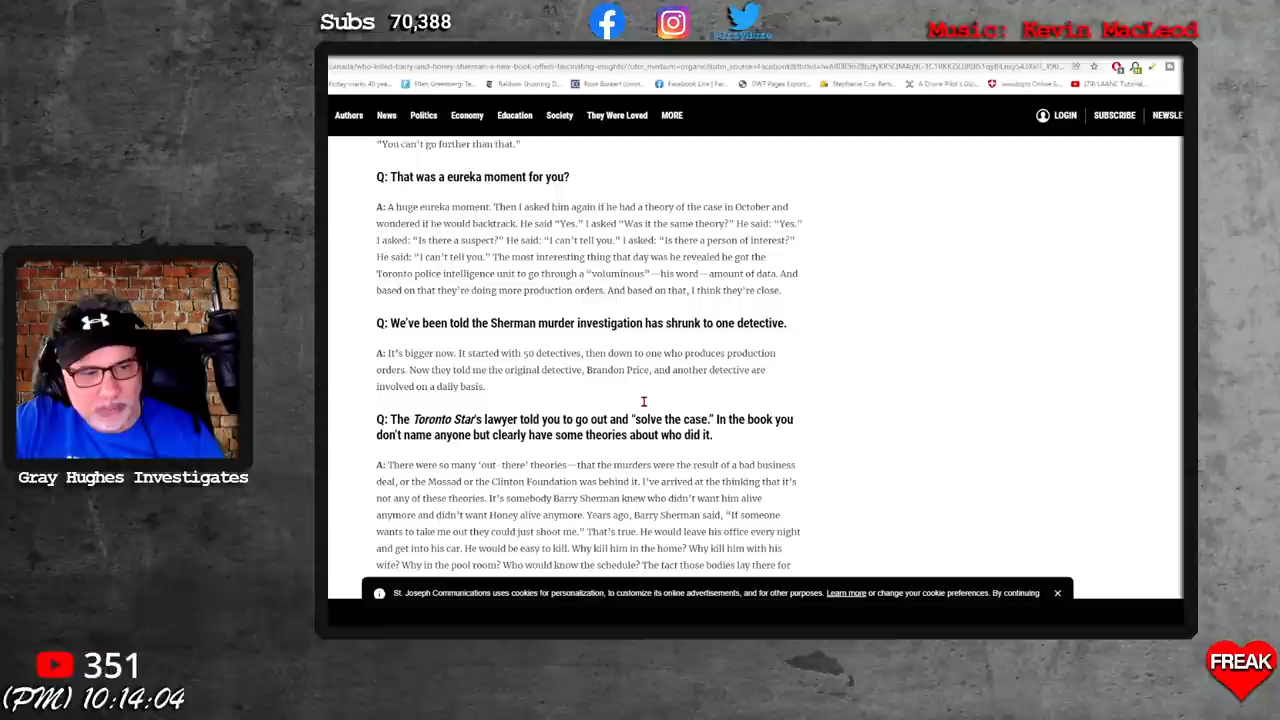 Subs 70,388
Music: Kevin MacLeod
Authors News Politics Economy Education Society They Were Loved MORE LOGIN SUBSCRIBE NEWSLE
"You can't go further than that."
Q: That was a eureka moment for you?
A: A huge eureka moment. Then I asked him again if he had a theory of the case in October and
wondered if he would backtrack. He said "Yes." I asked "Was it the same theory?" He said: "Yes."
I asked: "Is there a suspect?" He said: "I can't tell you." I asked: "Is there a person of interest?"
He said: "I can't tell you." The most interesting thing that day was he revealed he got the
Toronto police intelligence unit to go through a "voluminous"—his word—amount of data. And
based on that they're doing more production orders. And based on that, I think they're close.
Q: We've been told the Sherman murder investigation has shrunk to one detective.
A: It's bigger now. It started with 50 detectives, then down to one who produces production
orders. Now they told me the original detective, Brandon Price, and another detective are
involved on a daily basis.
Q: The Toronto Star's lawyer told you to go out and "solve the case." In the book you
don't name anyone but clearly have some theories about who did it.
A: There were so many 'out-there' theories—that the murders were the result of a bad business
deal, or the Mossad or the Clinton Foundation was behind it. I've arrived at the thinking that it's
not any of these theories. It's somebody Barry Sherman knew who didn't want him alive
anymore and didn't want Honey alive anymore. Years ago, Barry Sherman said, "If someone
wants to take me out they could just shoot me." That's true. He would leave his office every night
and get into his car. He would be easy to kill. Why kill him in the home? Why kill him with his
wife? Why in the pool room? Who would know the schedule? The fact those bodies lay there for
St. Joseph Communications uses cookies for personalization, to customize its online advertisements, and for other purposes. Learn more or change your cookie preferences. By continuing
Gray Hughes Investigates
351
(PM) 10:14:04
FREAK